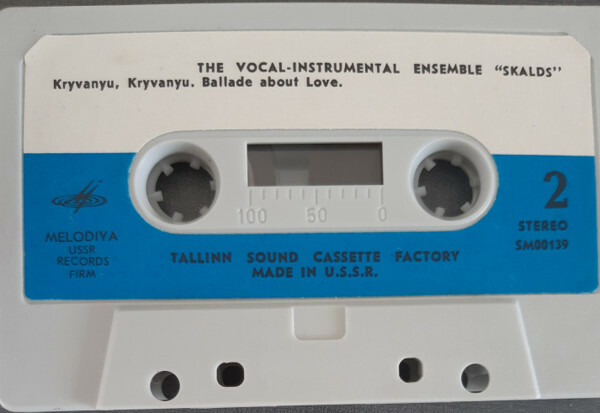 THE VOCAL-INSTRUMENTAL ENSEMBLE "SKALDS"
Kryvanyu, Kryvanyu. Ballade about Love.
100 50 0
2
STEREO
SM00139
MELODIYA
USSR
RECORDS
FIRM
TALLINN SOUND CASSETTE FACTORY
MADE IN U.S.S.R.